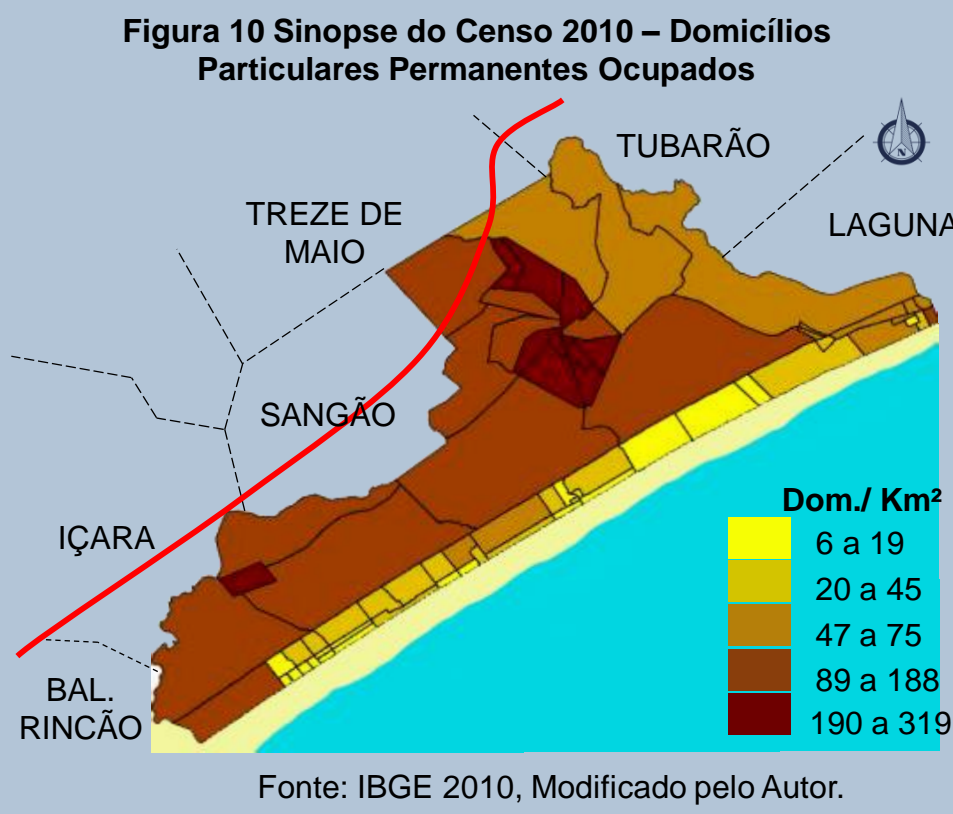 Figura 10 Sinopse do Censo 2010 – Domicílios
Particulares Permanentes Ocupados
TUBARÃO
N
TREZE DE
MAIO
LAGUNA
SANGÃO
IÇARA
BAL.
RINCÃO
Dom./ Km²
6 a 19
20 a 45
47 a 75
89 a 188
190 a 319
Fonte: IBGE 2010, Modificado pelo Autor.